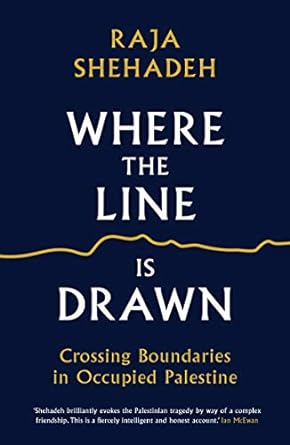 RAJA
SHEHADEH
WHERE
THE
LINE
IS
DRAWN
Crossing Boundaries
in Occupied Palestine
‘Shehadeh brilliantly evokes the Palestinian tragedy by way of a complex
friendship. This is a fiercely intelligent and honest account.’ Ian McEwan